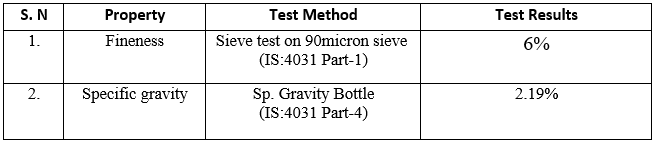 S. N Property Test Method Test Results
1. Fineness Sieve test on 90micron sieve 6%
(IS:4031 Part-1)
2. Specific gravity Sp. Gravity Bottle 2.19%
(IS:4031 Part-4)